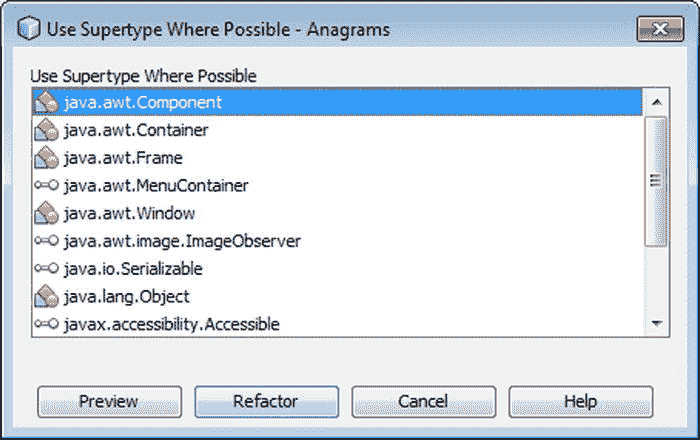 Use Supertype Where Possible - Anagrams
Use Supertype Where Possible
java.awt.Component
java.awt.Container
java.awt.Frame
java.awt.MenuContainer
java.awt.Window
java.awt.image.ImageObserver
java.io.Serializable
java.lang.Object
javax.accessibility.Accessible
Preview Refactor Cancel Help